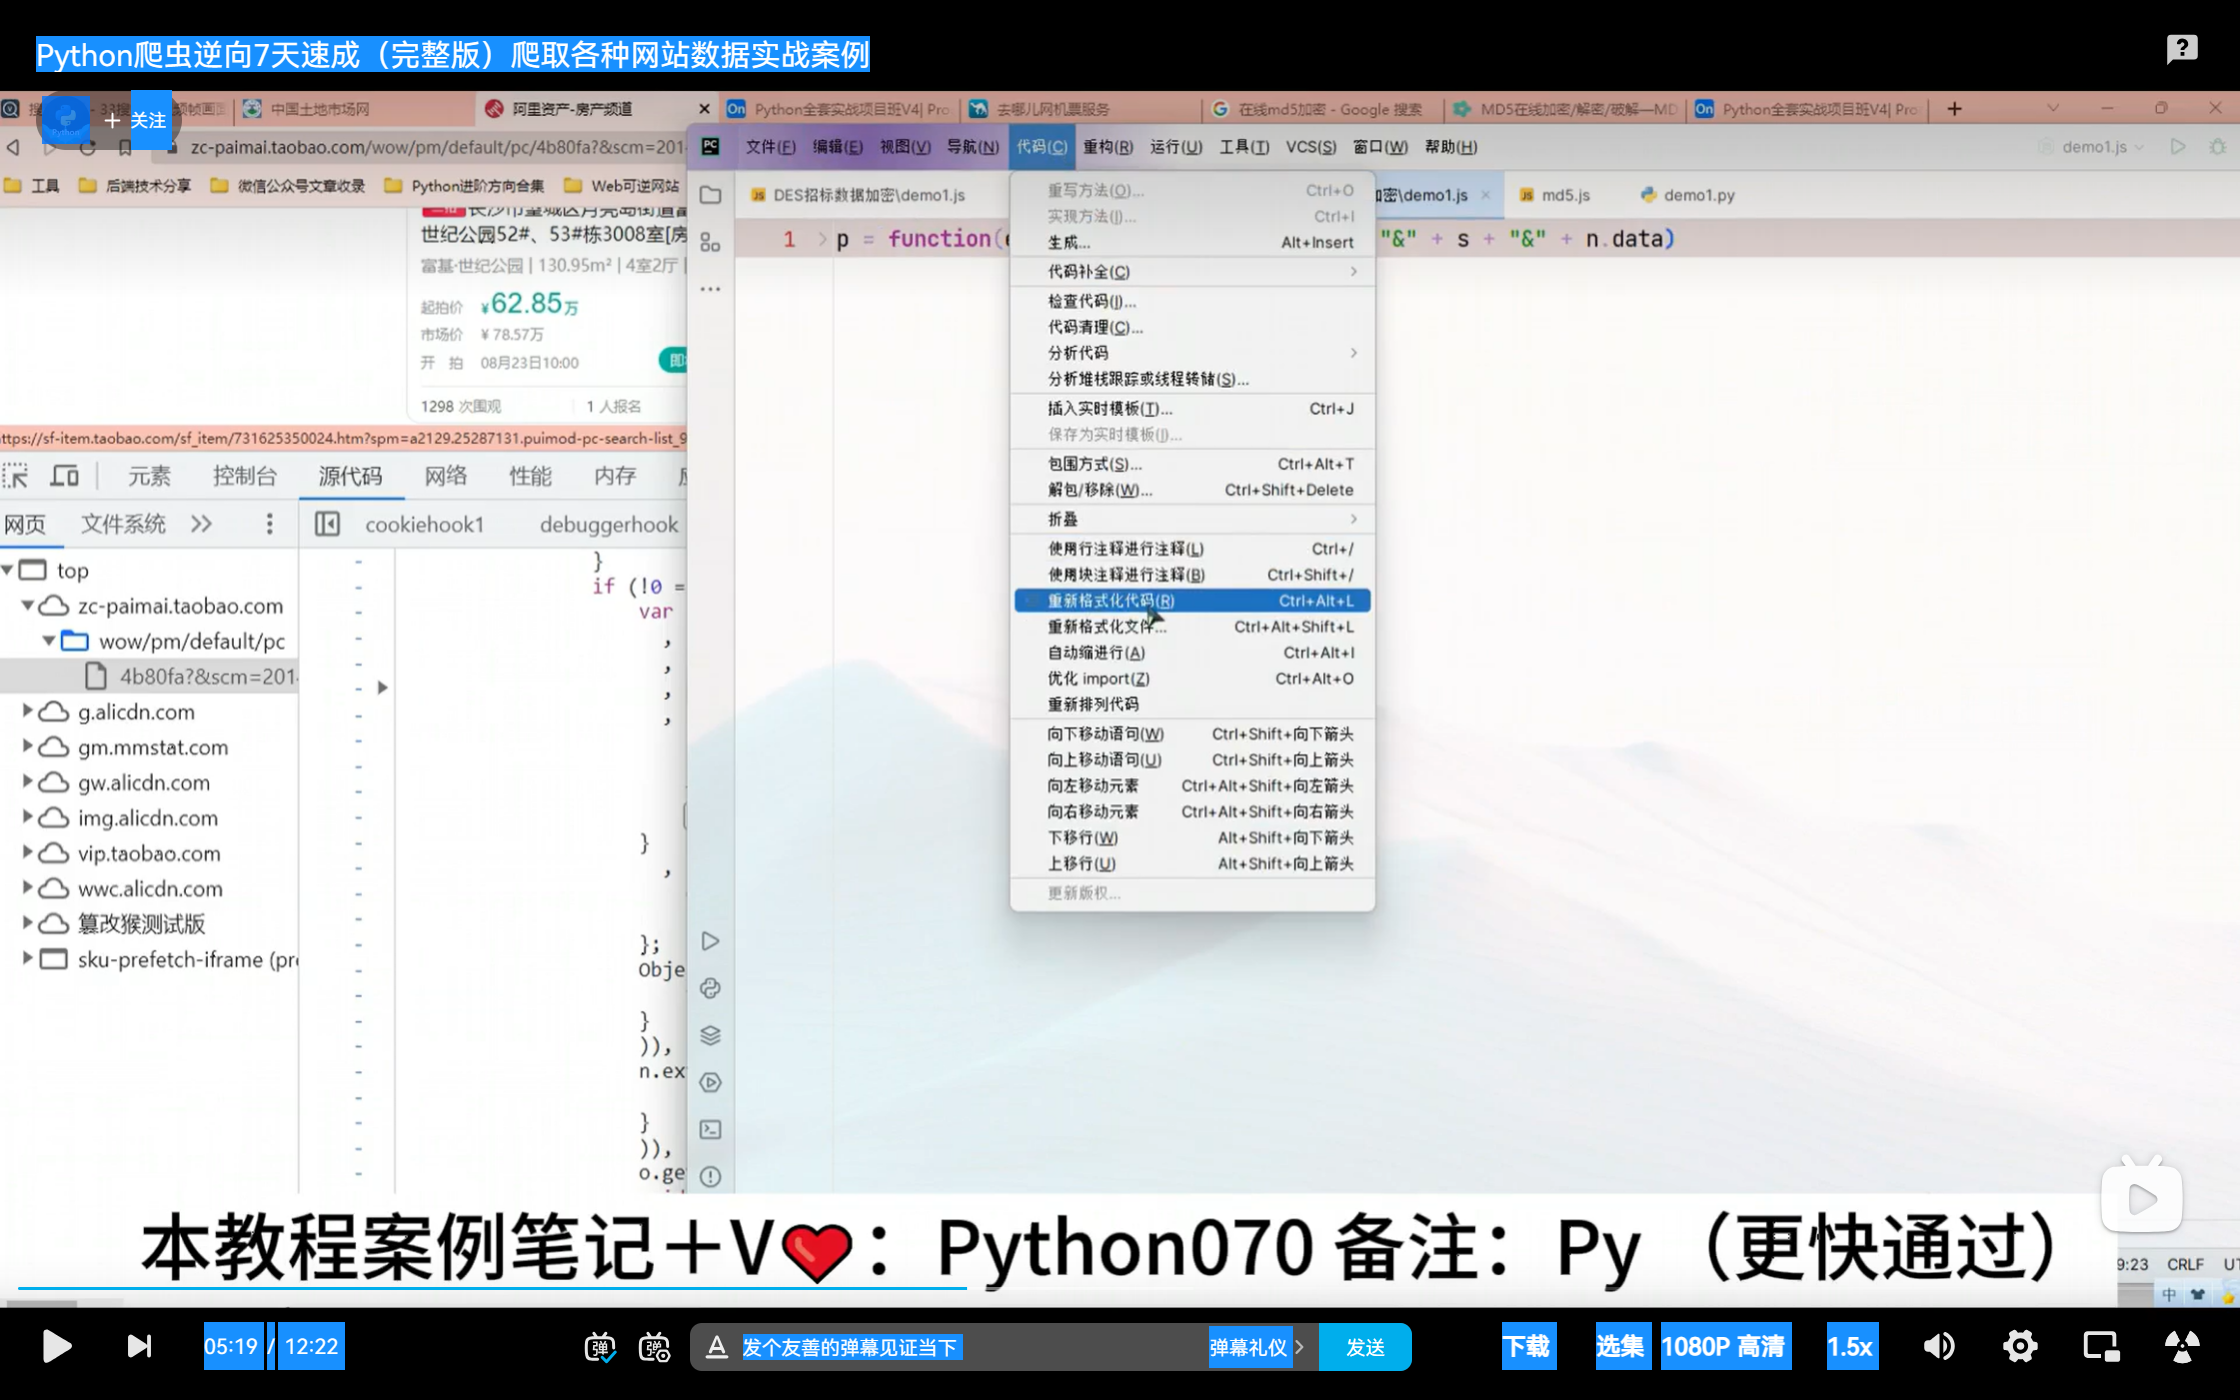 Python爬虫逆向7天速成（完整版）爬取各种网站数据实战案例
+ 关注
中国土地市场网
阿里资产-房产频道
Python全套实战项目班V4| Pro
去哪儿网机票服务
在线md5加密 - Google 搜索
MD5在线加密/解密/破解—MD
Python全套实战项目班V4| Pro
zc-paimai.taobao.com/wow/pm/default/pc/4b80fa?&scm=201
工具
后端技术分享
微信公众号文章收录
Python进阶方向合集
Web可逆网站
世纪公园52#、53#栋3008室[房
富基·世纪公园 | 130.95m² | 4室2厅 |
起拍价 ¥62.85万
市场价 ¥ 78.57万
开 拍 08月23日10:00
1298 次围观
1 人报名
ttps://sf-item.taobao.com/sf_item/731625350024.htm?spm=a2129.25287131.puimod-pc-search-list_9
元素 控制台 源代码 网络 性能 内存
网页 文件系统 >>
cookiehook1 debuggerhook
top
zc-paimai.taobao.com
wow/pm/default/pc
4b80fa?&scm=201
g.alicdn.com
gm.mmstat.com
gw.alicdn.com
img.alicdn.com
vip.taobao.com
wwc.alicdn.com
篡改猴测试版
sku-prefetch-iframe (pr
}
if (!0 =
var
,
,
,
,
}
,
};
Obje
}
)),
n.ex
}
)),
o.ge
PC 文件(F) 编辑(E) 视图(V) 导航(N) 代码(C) 重构(R) 运行(U) 工具(T) VCS(S) 窗口(W) 帮助(H)
demo1.js
DES招标数据加密\demo1.js
加密\demo1.js
md5.js
demo1.py
1 p = function(
"&" + s + "&" + n.data)
重写方法(O)... Ctrl+O
实现方法(I)... Ctrl+I
生成... Alt+Insert
代码补全(C)
检查代码(I)...
代码清理(C)...
分析代码
分析堆栈跟踪或线程转储(S)...
插入实时模板(T)... Ctrl+J
保存为实时模板(I)...
包围方式(S)... Ctrl+Alt+T
解包/移除(W)... Ctrl+Shift+Delete
折叠
使用行注释进行注释(L) Ctrl+/
使用块注释进行注释(B) Ctrl+Shift+/
重新格式化代码(R) Ctrl+Alt+L
重新格式化文件... Ctrl+Alt+Shift+L
自动缩进行(A) Ctrl+Alt+I
优化 import(Z) Ctrl+Alt+O
重新排列代码
向下移动语句(W) Ctrl+Shift+向下箭头
向上移动语句(U) Ctrl+Shift+向上箭头
向左移动元素 Ctrl+Alt+Shift+向左箭头
向右移动元素 Ctrl+Alt+Shift+向右箭头
下移行(W) Alt+Shift+向下箭头
上移行(U) Alt+Shift+向上箭头
更新版权...
本教程案例笔记＋V❤：Python070 备注：Py （更快通过）
9:23 CRLF
中
05:19 / 12:22
发个友善的弹幕见证当下
弹幕礼仪 >
发送
下载
选集
1080P 高清
1.5x